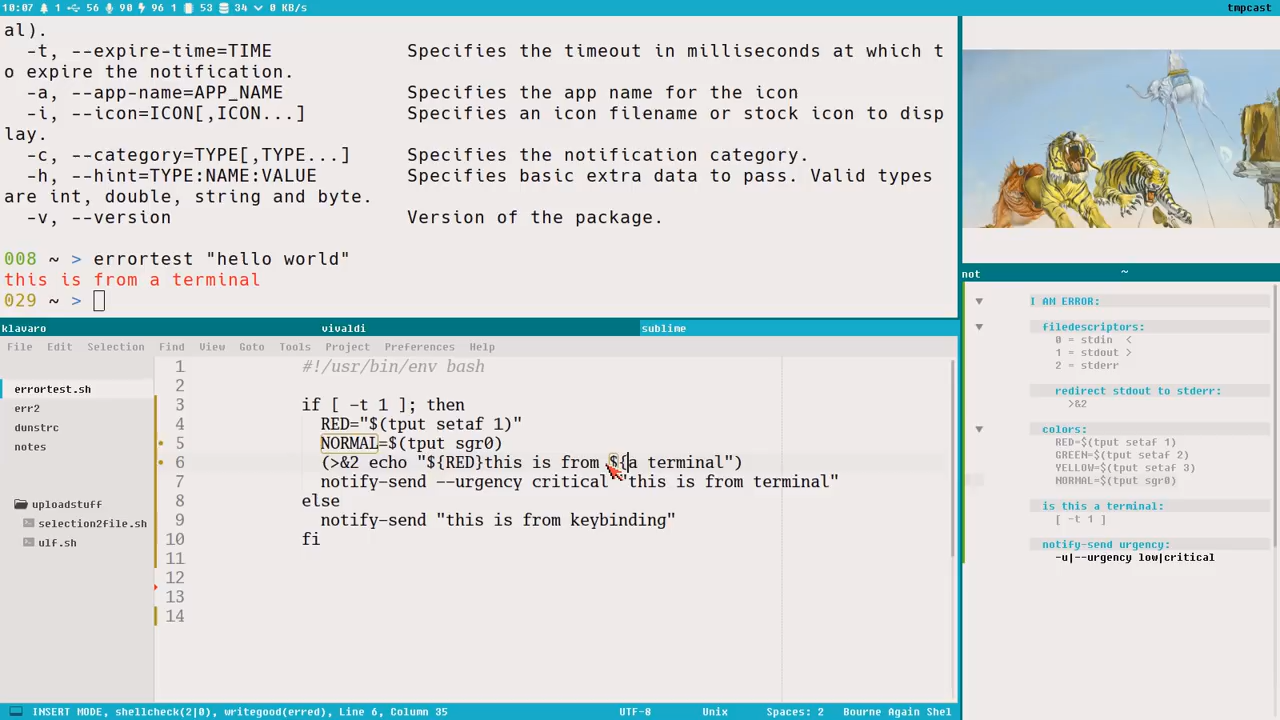 10:07 1 56 90 96 1 53 34 0 KB/s
tmpcast
al).
-t, --expire-time=TIME Specifies the timeout in milliseconds at which t
o expire the notification.
-a, --app-name=APP_NAME Specifies the app name for the icon
-i, --icon=ICON[,ICON...] Specifies an icon filename or stock icon to disp
lay.
-c, --category=TYPE[,TYPE...] Specifies the notification category.
-h, --hint=TYPE:NAME:VALUE Specifies basic extra data to pass. Valid types
are int, double, string and byte.
-v, --version Version of the package.
008 ~ > errortest "hello world"
this is from a terminal
029 ~ >
klavaro vivaldi sublime
File Edit Selection Find View Goto Tools Project Preferences Help
errortest.sh
err2
dunstrc
notes
uploadstuff
selection2file.sh
ulf.sh
1 #!/usr/bin/env bash
2
3 if [ -t 1 ]; then
4 RED="$(tput setaf 1)"
5 NORMAL=$(tput sgr0)
6 (>&2 echo "${RED}this is from ${a terminal")
7 notify-send --urgency critical "this is from terminal"
8 else
9 notify-send "this is from keybinding"
10 fi
11
12
13
14
INSERT MODE, shellcheck(2|0), writegood(erred), Line 6, Column 35 UTF-8 Unix Spaces: 2 Bourne Again Shel
not ~
I AM ERROR:
filedescriptors:
0 = stdin <
1 = stdout >
2 = stderr
redirect stdout to stderr:
>&2
colors:
RED=$(tput setaf 1)
GREEN=$(tput setaf 2)
YELLOW=$(tput setaf 3)
NORMAL=$(tput sgr0)
is this a terminal:
[ -t 1 ]
notify-send urgency:
-u|--urgency low|critical